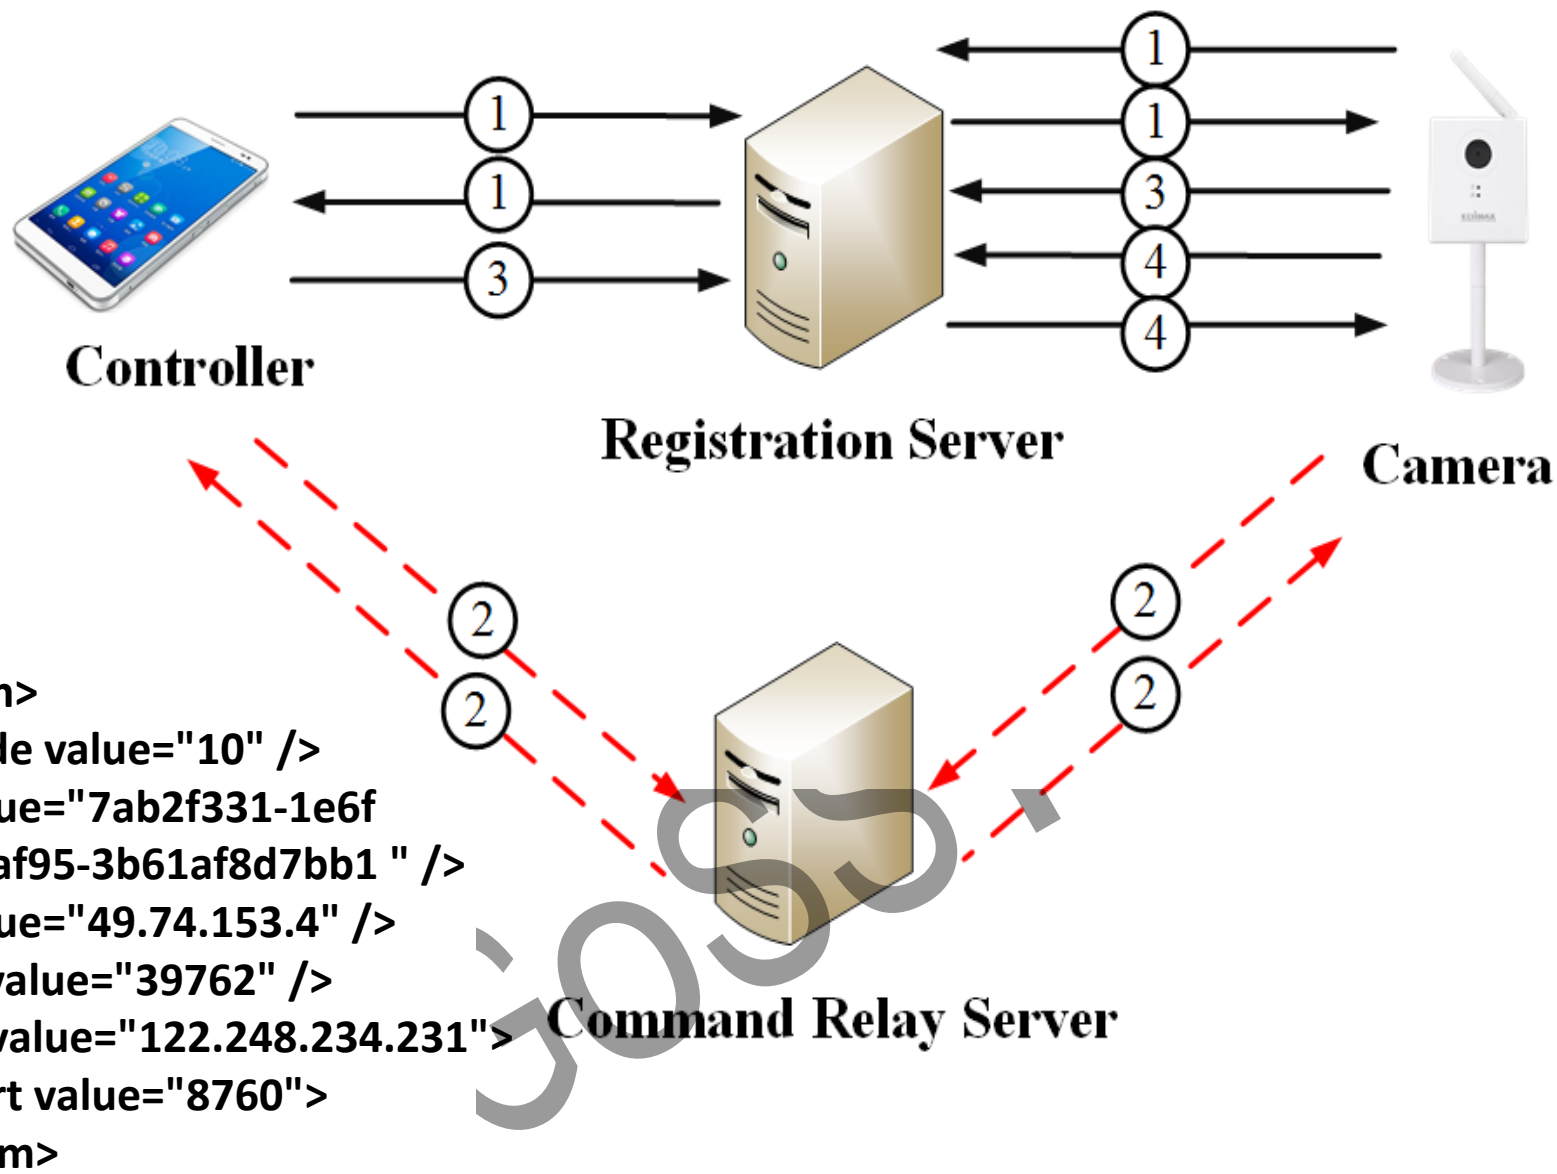 1
1
1
1
3
3
4
4
Controller
Registration Server
Camera
EDIMAX
2
2
2
2
m>
de value="10" />
ue="7ab2f331-1e6f
af95-3b61af8d7bb1 " />
ue="49.74.153.4" />
value="39762" />
value="122.248.234.231">
rt value="8760">
m>
Command Relay Server